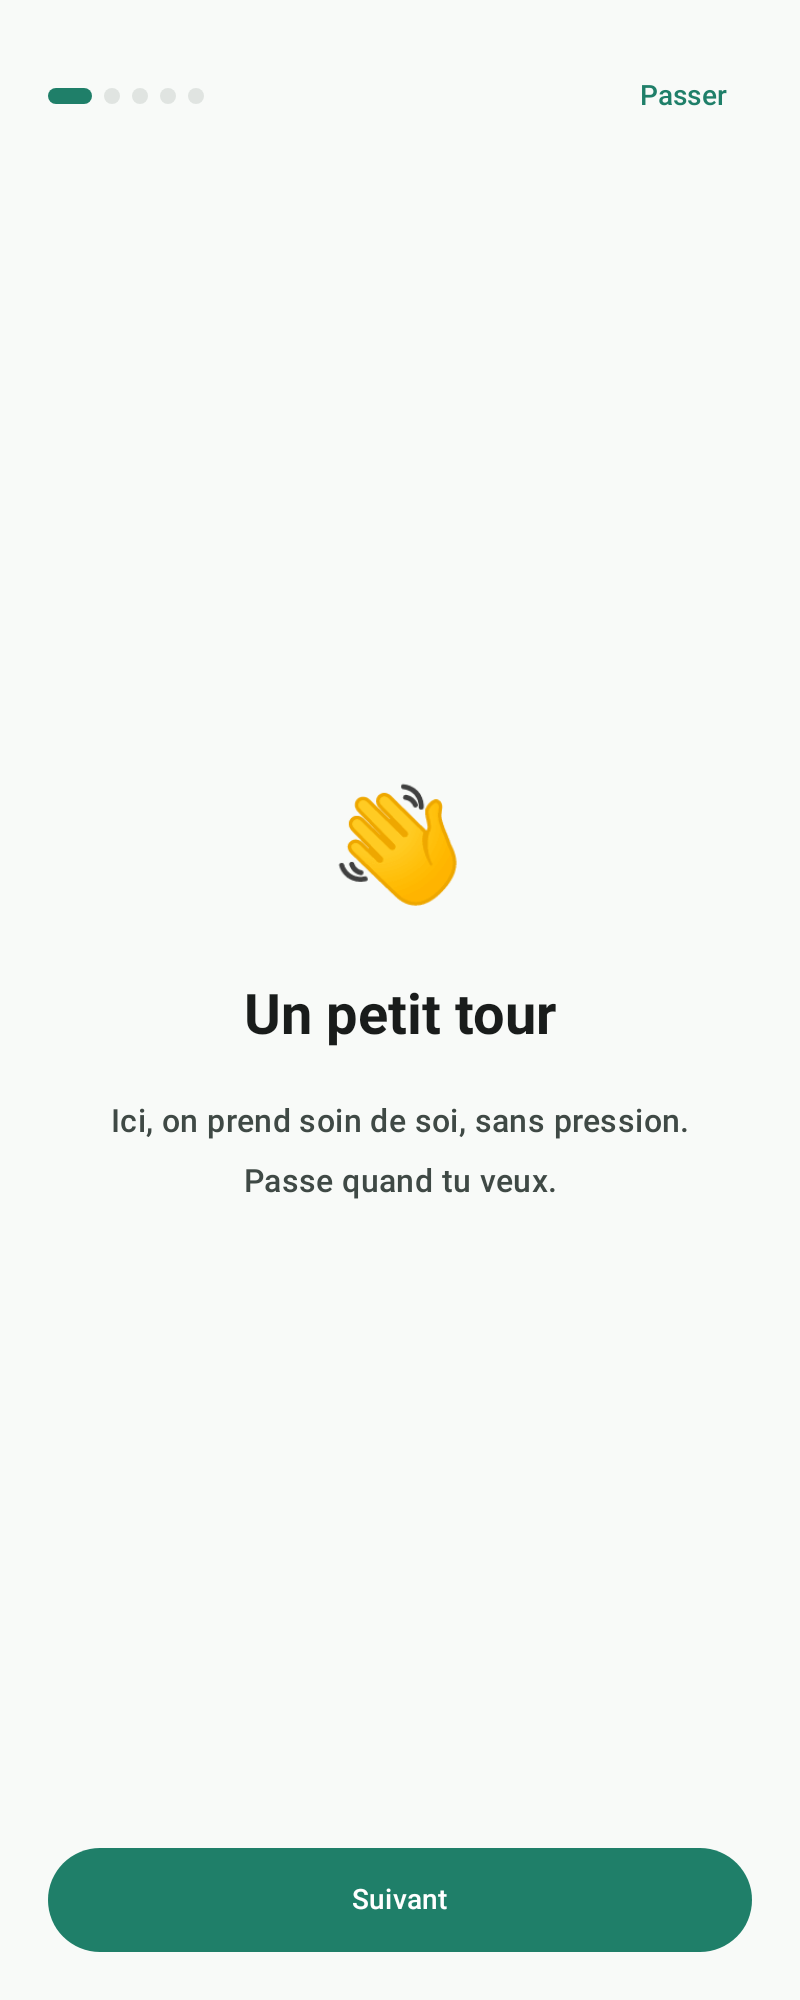 Passer
Un petit tour
Ici, on prend soin de soi, sans pression.
Passe quand tu veux.
Suivant